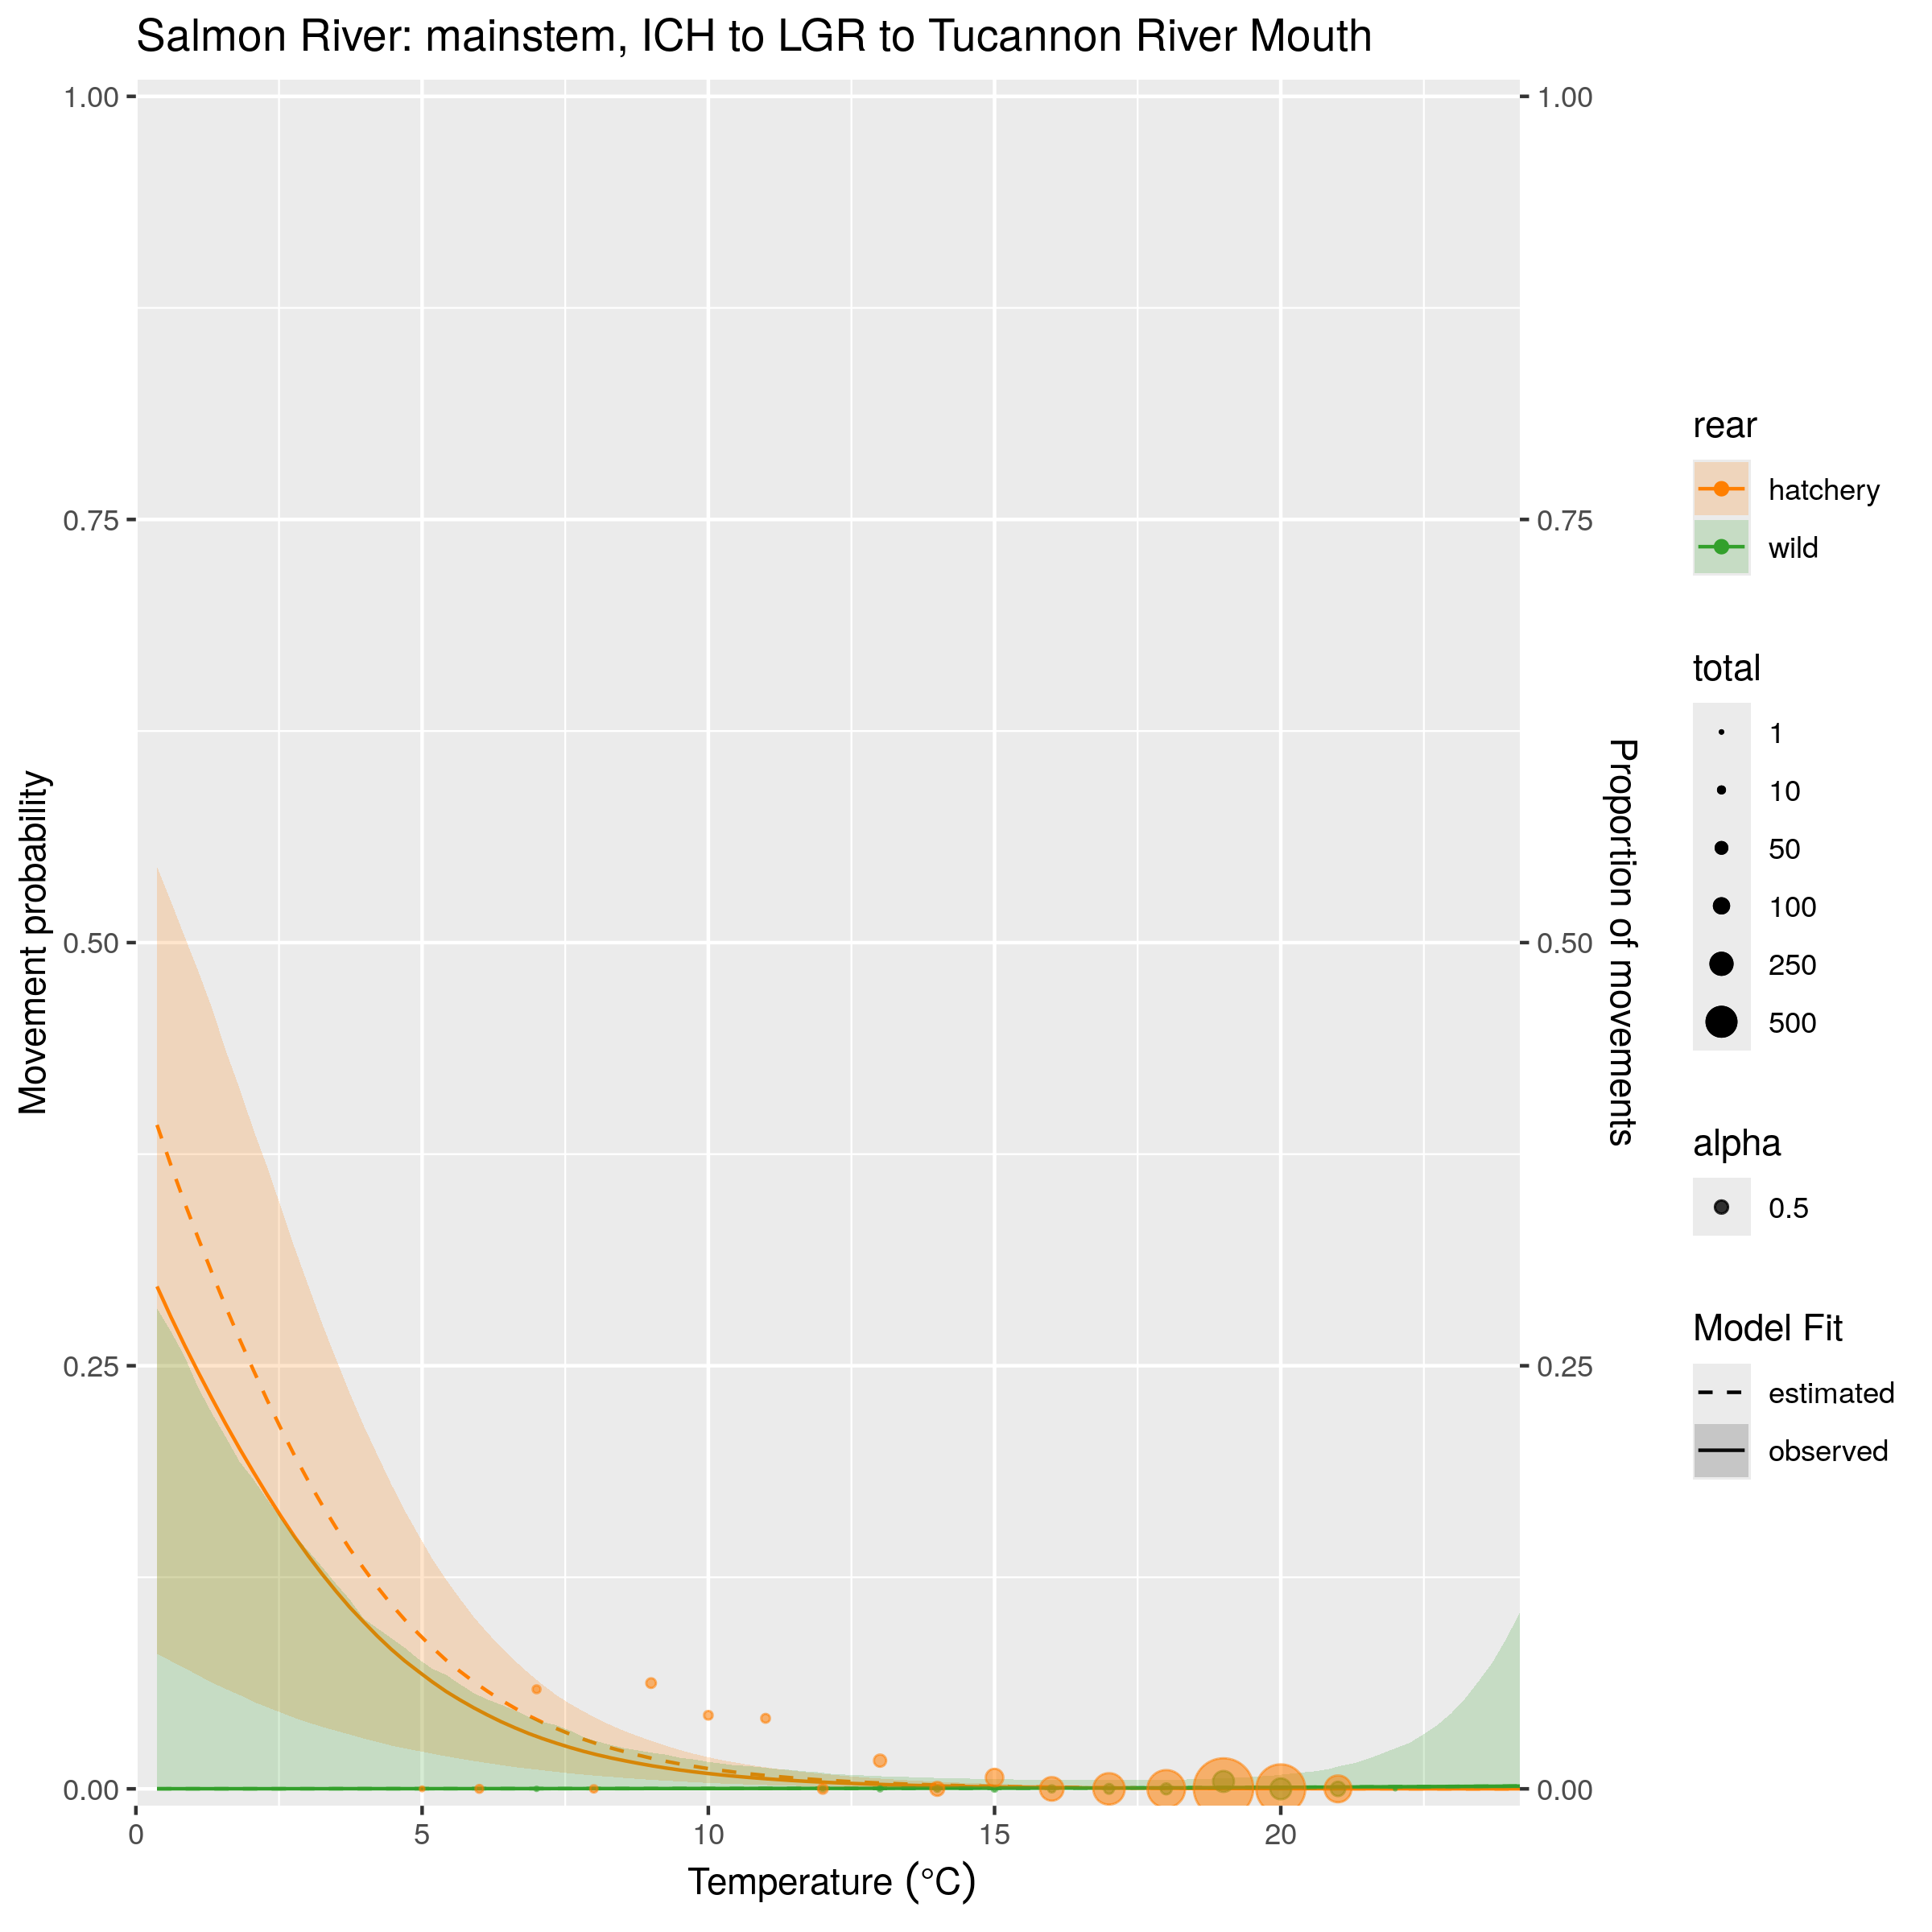 Salmon River: mainstem, ICH to LGR to Tucannon River Mouth
1.00
0.75
0.50
0.25
0.00
Movement probability
0
5
10
15
20
Temperature (°C)
1.00
0.75
0.50
0.25
0.00
Proportion of movements
rear
hatchery
wild
total
1
10
50
100
250
500
alpha
0.5
Model Fit
estimated
observed